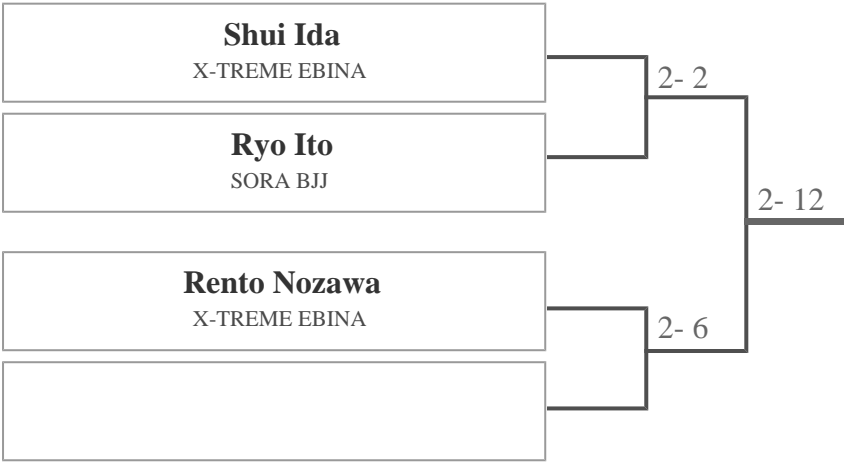 Shui Ida
X-TREME EBINA
2- 2
Ryo Ito
SORA BJJ
2- 12
Rento Nozawa
X-TREME EBINA
2- 6